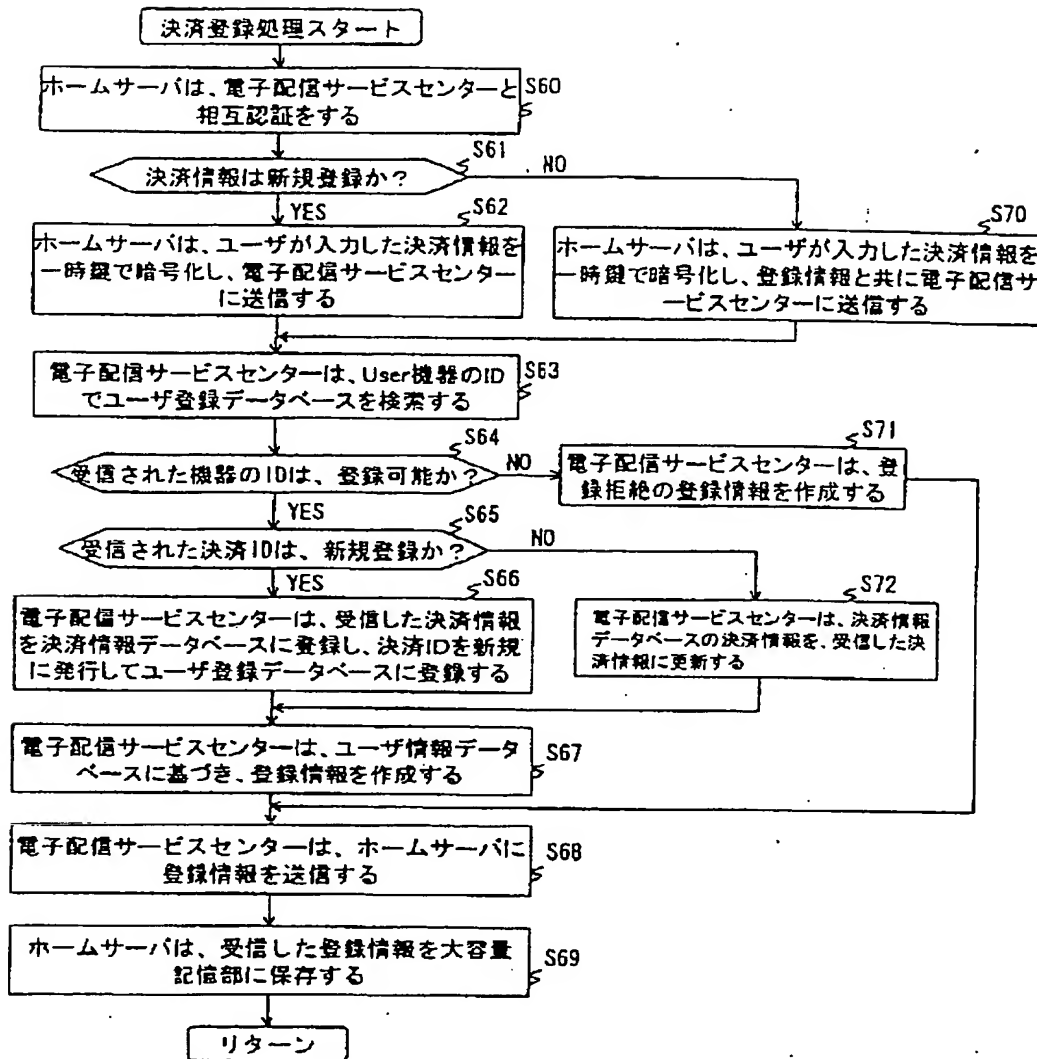 決済登録処理スタート
ホームサーバは、電子配信サービスセンターと
相互認証をする
S60
決済情報は新規登録か?
S61
NO
YES
S62
ホームサーバは、ユーザが入力した決済情報を
一時鍵で暗号化し、電子配信サービスセンター
に送信する
S70
ホームサーバは、ユーザが入力した決済情報を
一時鍵で暗号化し、登録情報と共に電子配信サ
ービスセンターに送信する
電子配信サービスセンターは、User機器のID
でユーザ登録データベースを検索する
S63
受信された機器のIDは、登録可能か?
S64
NO
YES
S71
電子配信サービスセンターは、登
録拒絶の登録情報を作成する
受信された決済IDは、新規登録か?
S65
NO
YES
S66
電子配信サービスセンターは、受信した決済情報
を決済情報データベースに登録し、決済IDを新規
に発行してユーザ登録データベースに登録する
S72
電子配信サービスセンターは、決済情報
データベースの決済情報を、受信した決
済情報に更新する
電子配信サービスセンターは、ユーザ情報データ
ベースに基づき、登録情報を作成する
S67
電子配信サービスセンターは、ホームサーバに
登録情報を送信する
S68
ホームサーバは、受信した登録情報を大容量
記憶部に保存する
S69
リターン